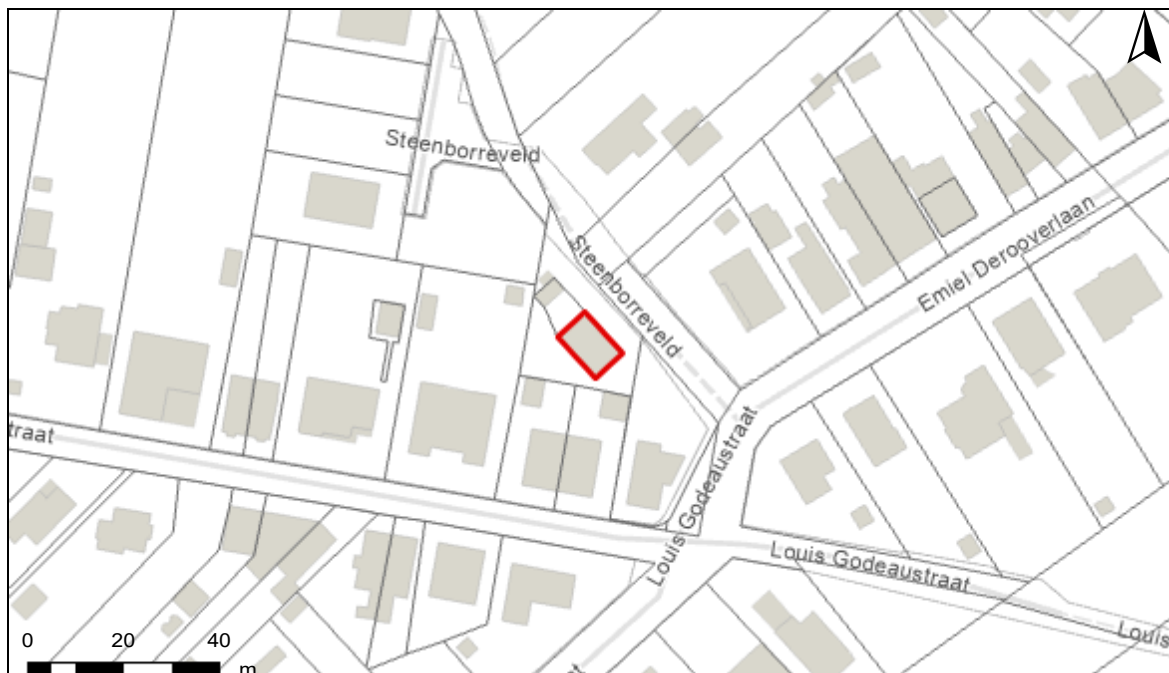 Steenborreveld
Steenborreveld
Emiel Derooverlaan
traat
Louis Godeaustraat
Louis Godeaustraat
Louis
0 20 40
m